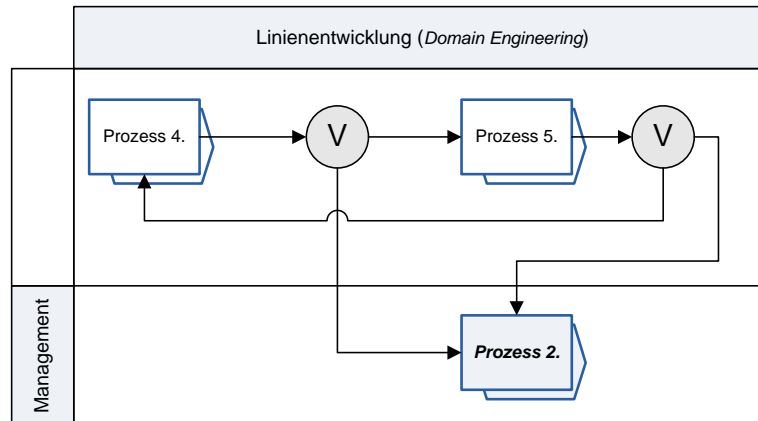 Linienentwicklung (Domain Engineering)
Prozess 4.
V
Prozess 5.
V
Management
Prozess 2.